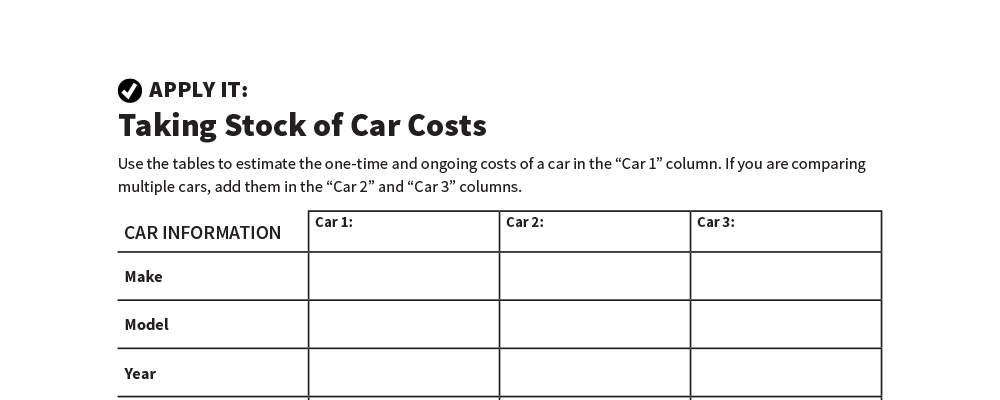 APPLY IT:
Taking Stock of Car Costs
Use the tables to estimate the one-time and ongoing costs of a car in the “Car 1” column. If you are comparing
multiple cars, add them in the “Car 2” and “Car 3” columns.
CAR INFORMATION Car 1: Car 2: Car 3:
Make
Model
Year